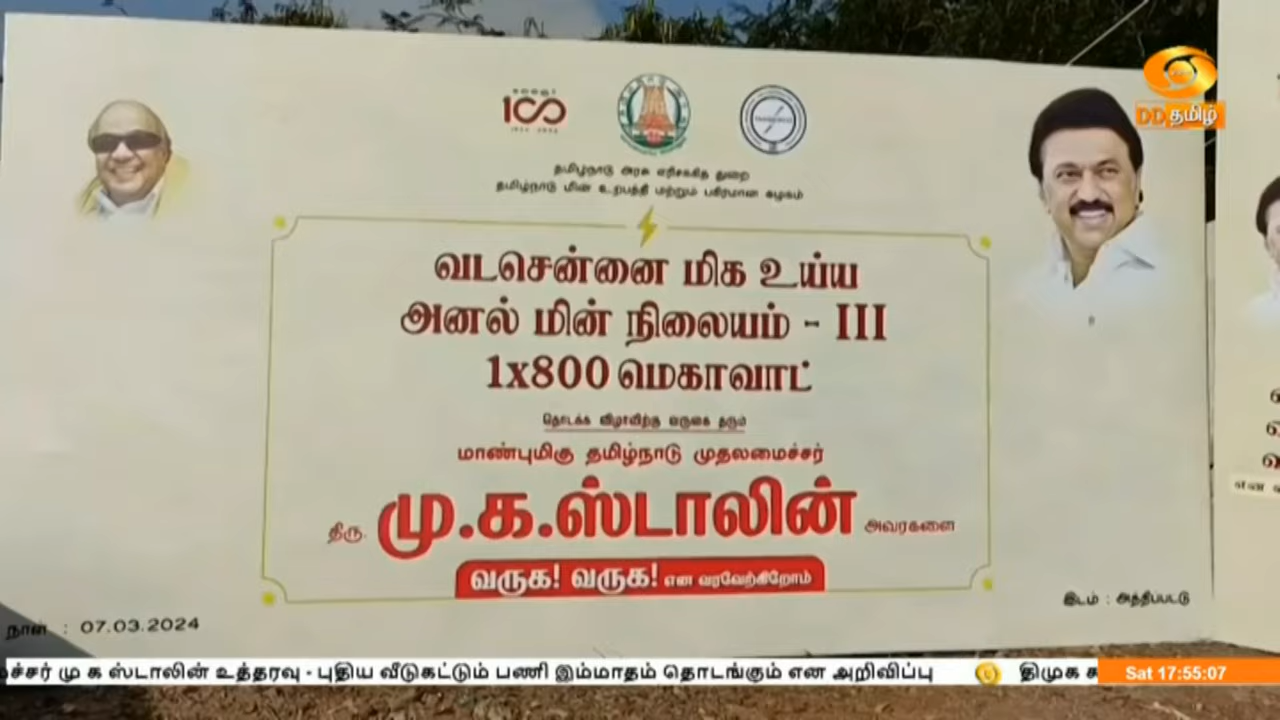 DD தமிழ்
100
தமிழ்நாடு அரசு எரிசக்தித் துறை
தமிழ்நாடு மின் உற்பத்தி மற்றும் பகிர்மான கழகம்
வடசென்னை மிக உய்ய
அனல் மின் நிலையம் - III
1x800 மெகாவாட்
தொடக்க விழாவிற்கு வருகை தரும்
மாண்புமிகு தமிழ்நாடு முதலமைச்சர்
திரு. மு.க.ஸ்டாலின் அவர்களை
வருக! வருக! என வரவேற்கிறோம்
இடம் : அத்திப்பட்டு
நாள் : 07.03.2024
ச்சர் மு க ஸ்டாலின் உத்தரவு - புதிய வீடுகட்டும் பணி இம்மாதம் தொடங்கும் என அறிவிப்பு திமுக க
Sat 17:55:07